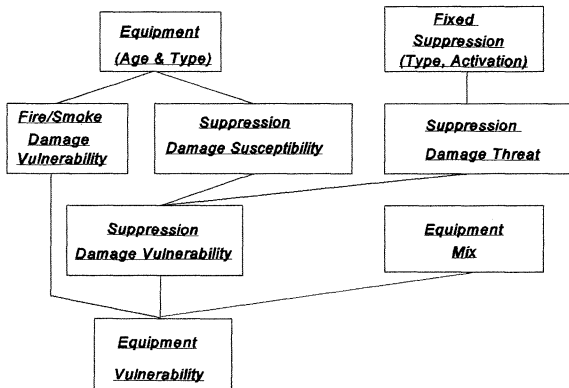 Equipment
(Age & Type)
Fixed
Suppression
(Type, Activation)
Fire/Smoke
Damage
Vulnerability
Suppression
Damage Susceptibility
Suppression
Damage Threat
Suppression
Damage Vulnerability
Equipment
Mix
Equipment
Vulnerability